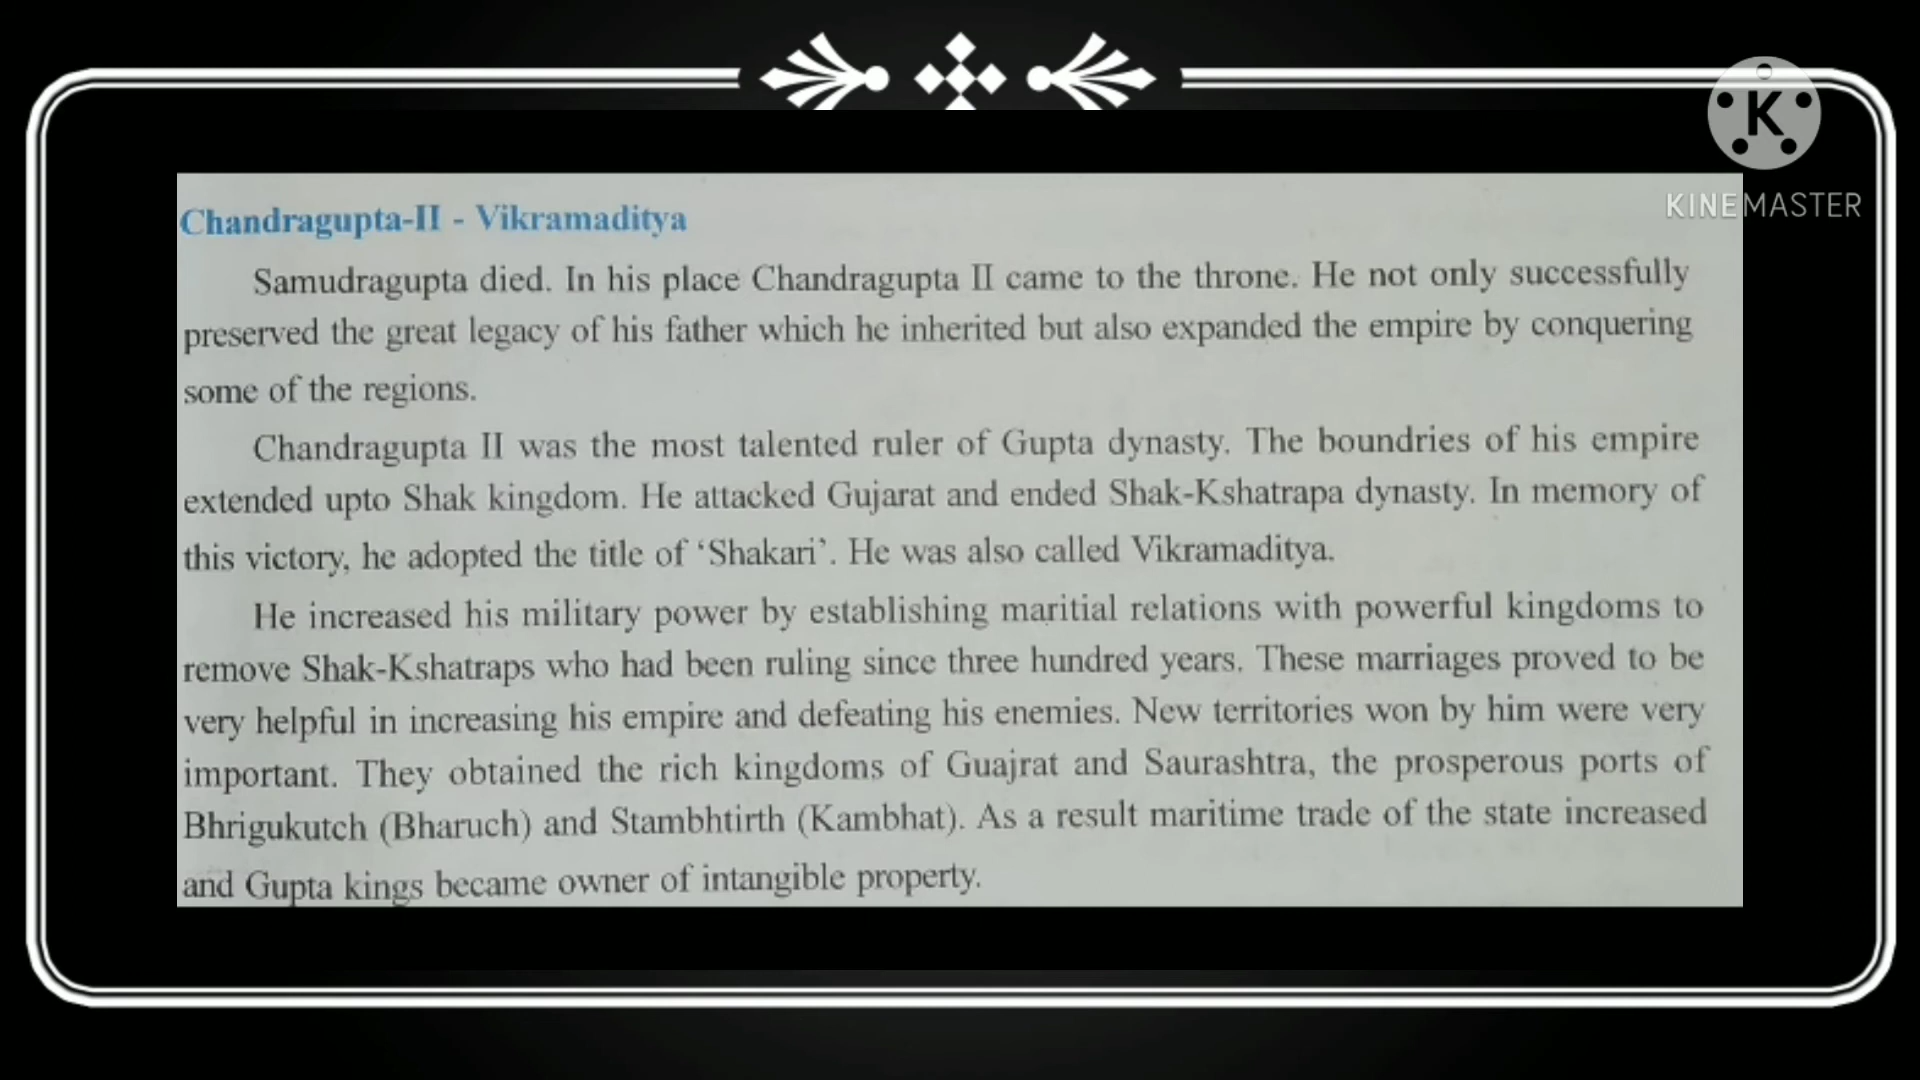 K
KINEMASTER
Chandragupta-II - Vikramaditya
Samudragupta died. In his place Chandragupta II came to the throne. He not only successfully
preserved the great legacy of his father which he inherited but also expanded the empire by conquering
some of the regions.
Chandragupta II was the most talented ruler of Gupta dynasty. The boundries of his empire
extended upto Shak kingdom. He attacked Gujarat and ended Shak-Kshatrapa dynasty. In memory of
this victory, he adopted the title of ‘Shakari’. He was also called Vikramaditya.
He increased his military power by establishing maritial relations with powerful kingdoms to
remove Shak-Kshatraps who had been ruling since three hundred years. These marriages proved to be
very helpful in increasing his empire and defeating his enemies. New territories won by him were very
important. They obtained the rich kingdoms of Guajrat and Saurashtra, the prosperous ports of
Bhrigukutch (Bharuch) and Stambhtirth (Kambhat). As a result maritime trade of the state increased
and Gupta kings became owner of intangible property.